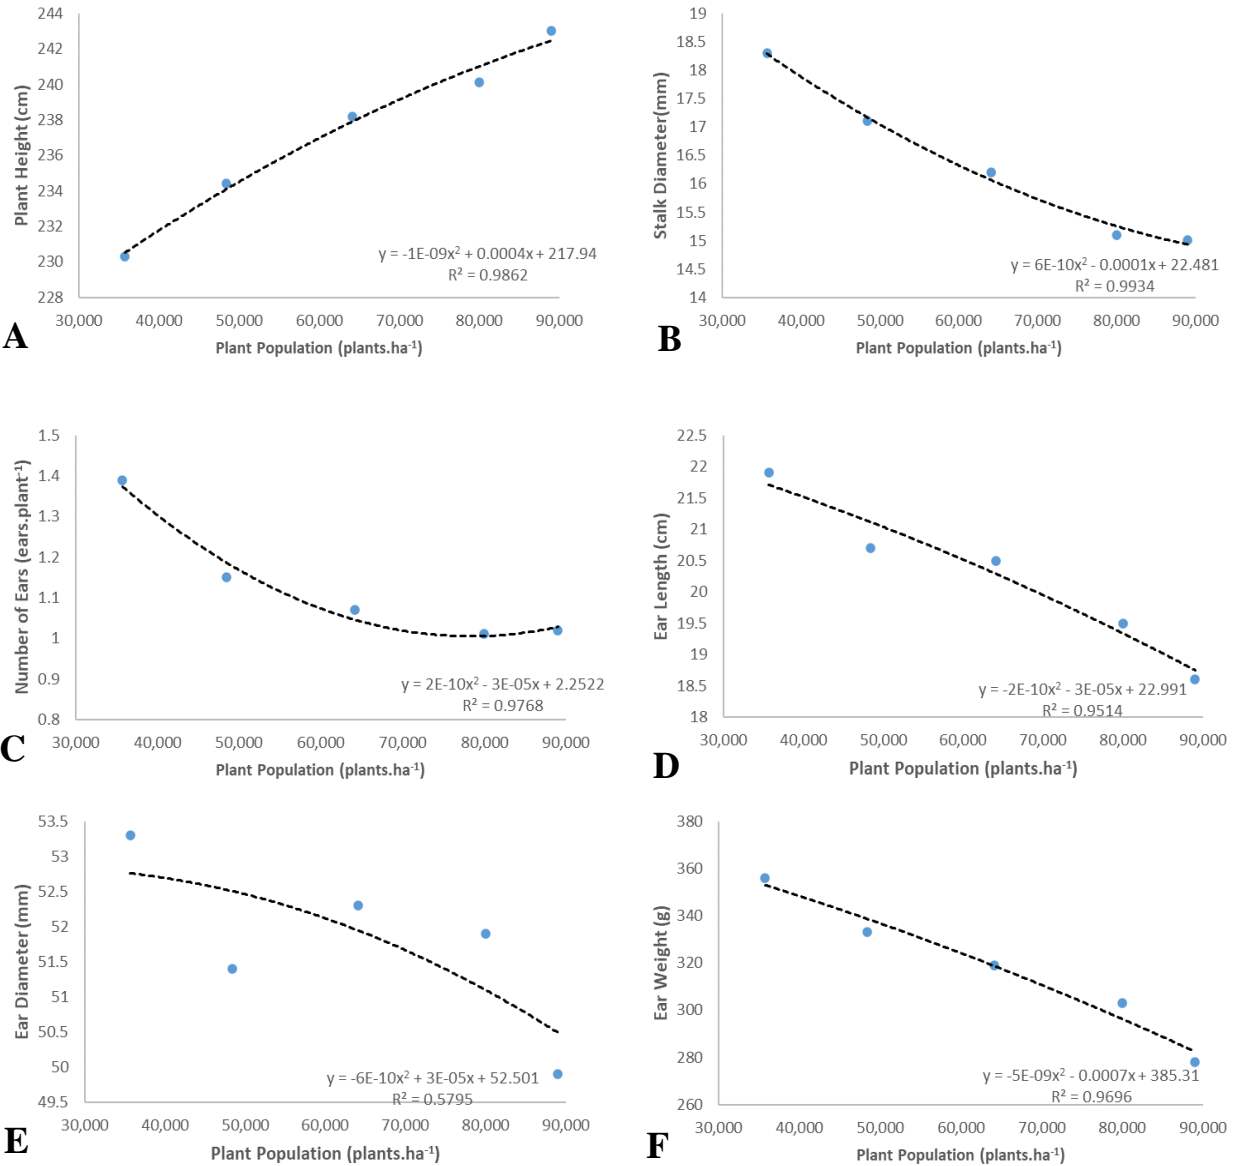 244
242
240
238
236
234
232
230
228
Plant Height (cm)
y = -1E-09x² + 0.0004x + 217.94
R² = 0.9862
30,000 40,000 50,000 60,000 70,000 80,000 90,000
Plant Population (plants.ha⁻¹)
A
19
18.5
18
17.5
17
16.5
16
15.5
15
14.5
14
Stalk Diameter(mm)
y = 6E-10x² - 0.0001x + 22.481
R² = 0.9934
30,000 40,000 50,000 60,000 70,000 80,000 90,000
Plant Population (plants.ha⁻¹)
B
1.5
1.4
1.3
1.2
1.1
1
0.9
0.8
Number of Ears (ears.plant⁻¹)
y = 2E-10x² - 3E-05x + 2.2522
R² = 0.9768
30,000 40,000 50,000 60,000 70,000 80,000 90,000
Plant Population (plants.ha⁻¹)
C
22.5
22
21.5
21
20.5
20
19.5
19
18.5
18
Ear Length (cm)
y = -2E-10x² - 3E-05x + 22.991
R² = 0.9514
30,000 40,000 50,000 60,000 70,000 80,000 90,000
Plant Population (plants.ha⁻¹)
D
53.5
53
52.5
52
51.5
51
50.5
50
49.5
Ear Diameter (mm)
y = -6E-10x² + 3E-05x + 52.501
R² = 0.5795
30,000 40,000 50,000 60,000 70,000 80,000 90,000
Plant Population (plants.ha⁻¹)
E
380
360
340
320
300
280
260
Ear Weight (g)
y = -5E-09x² - 0.0007x + 385.31
R² = 0.9696
30,000 40,000 50,000 60,000 70,000 80,000 90,000
Plant Population (plants.ha⁻¹)
F